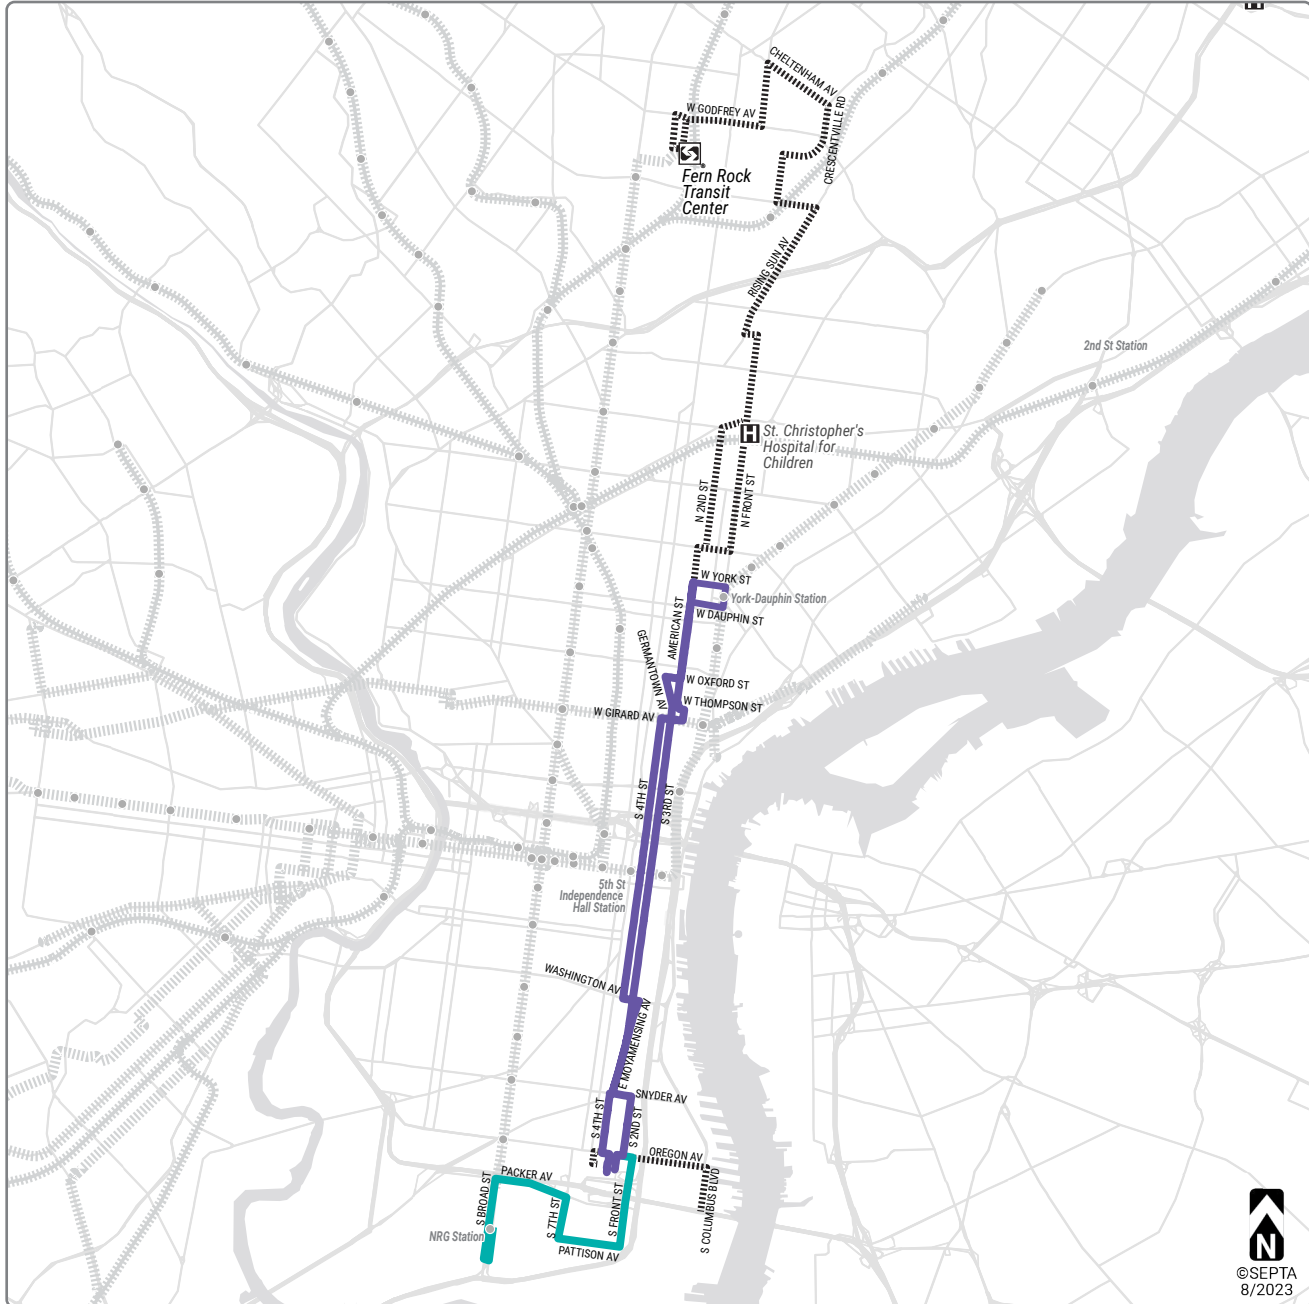 H
CHELTENHAM AV
W GODFREY AV
CRESCENTVILLE RD
S
Fern Rock
Transit
Center
RISING SUN AV
2nd St Station
H
St. Christopher's
Hospital for
Children
N 2ND ST
N FRONT ST
W YORK ST
York-Dauphin Station
W DAUPHIN ST
AMERICAN ST
GERMANTOWN AV
W OXFORD ST
W THOMPSON ST
W GIRARD AV
S 4TH ST
S 3RD ST
5th St
Independence
Hall Station
WASHINGTON AV
E MOYAMENSING AV
SNYDER AV
S 4TH ST
S 2ND ST
OREGON AV
PACKER AV
S BROAD ST
S 7TH ST
S FRONT ST
S COLUMBUS BLVD
NRG Station
PATTISON AV
N
©SEPTA
8/2023